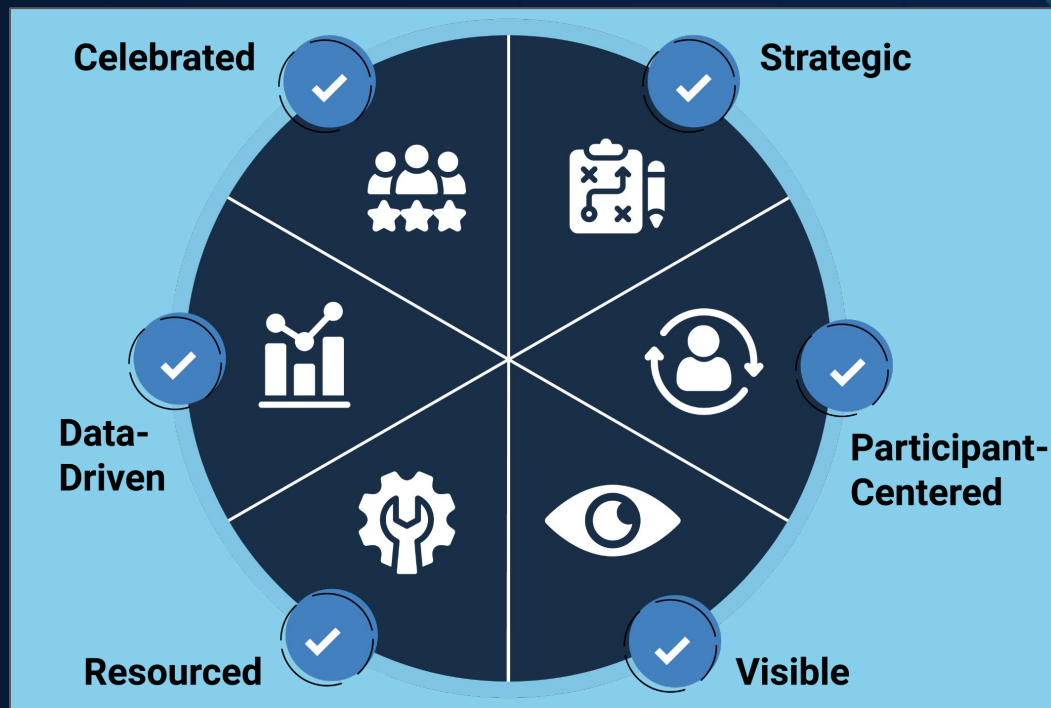 Celebrated
Strategic
Data-
Driven
Participant-
Centered
Resourced
Visible